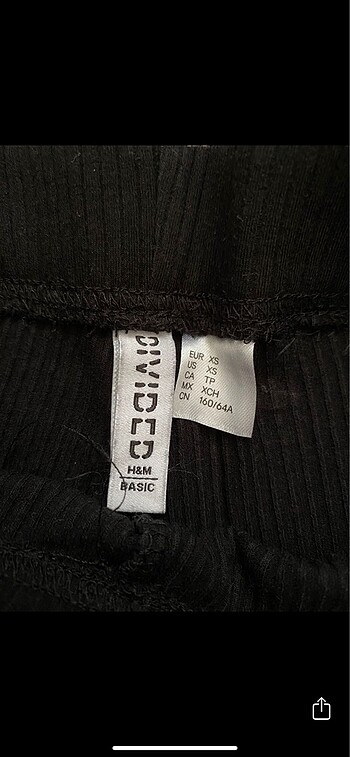 DIVIDED
H&M
BASIC
EUR XS
US XS
CA TP
MX XCH
CN 160/64A